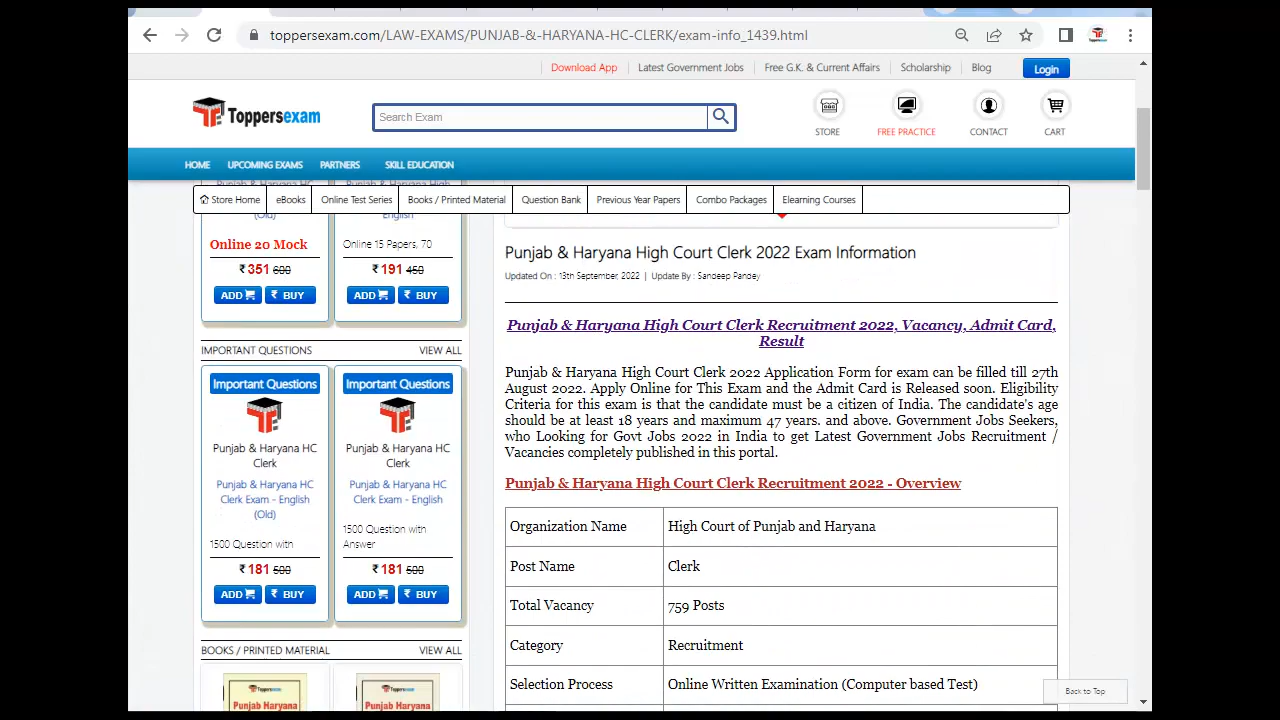 toppersexam.com/LAW-EXAMS/PUNJAB-&-HARYANA-HC-CLERK/exam-info_1439.html
Download App
Latest Government Jobs
Free G.K. & Current Affairs
Scholarship
Blog
Login
Toppersexam
Search Exam
STORE
FREE PRACTICE
CONTACT
CART
HOME
UPCOMING EXAMS
PARTNERS
SKILL EDUCATION
Store Home
eBooks
Online Test Series
Books / Printed Material
Question Bank
Previous Year Papers
Combo Packages
Elearning Courses
(Old)
English
Online 20 Mock
Online 15 Papers, 70
₹ 351 600
₹ 191 450
ADD
₹ BUY
ADD
₹ BUY
IMPORTANT QUESTIONS
VIEW ALL
Important Questions
Punjab & Haryana HC
Clerk
Punjab & Haryana HC
Clerk Exam - English
(Old)
1500 Question with
₹ 181 500
ADD
₹ BUY
Important Questions
Punjab & Haryana HC
Clerk
Punjab & Haryana HC
Clerk Exam - English
1500 Question with
Answer
₹ 181 500
ADD
₹ BUY
BOOKS / PRINTED MATERIAL
VIEW ALL
Toppersexam
Punjab Haryana
Toppersexam
Punjab Haryana
Punjab & Haryana High Court Clerk 2022 Exam Information
Updated On : 13th September, 2022 | Update By : Sandeep Pandey
Punjab & Haryana High Court Clerk Recruitment 2022, Vacancy, Admit Card,
Result
Punjab & Haryana High Court Clerk 2022 Application Form for exam can be filled till 27th
August 2022. Apply Online for This Exam and the Admit Card is Released soon. Eligibility
Criteria for this exam is that the candidate must be a citizen of India. The candidate's age
should be at least 18 years and maximum 47 years. and above. Government Jobs Seekers,
who Looking for Govt Jobs 2022 in India to get Latest Government Jobs Recruitment /
Vacancies completely published in this portal.
Punjab & Haryana High Court Clerk Recruitment 2022 - Overview
Organization Name
High Court of Punjab and Haryana
Post Name
Clerk
Total Vacancy
759 Posts
Category
Recruitment
Selection Process
Online Written Examination (Computer based Test)
Back to Top